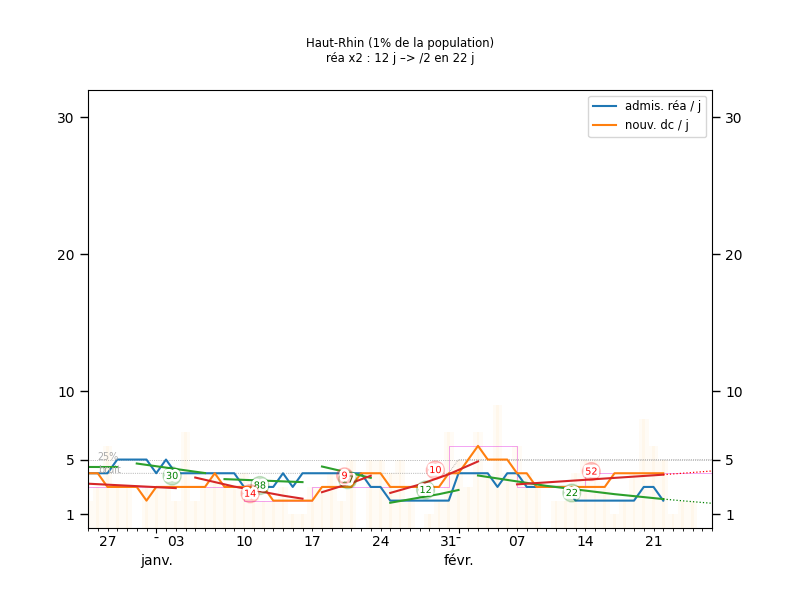 Haut-Rhin (1% de la population)
réa x2 : 12 j –> /2 en 22 j
admis. réa / j
nouv. dc / j
30 30
20 20
10 10
5 5
1 1
25%
30
88
14
9
10
12
52
22
27 03 10 17 24 31 07 14 21
janv. févr.